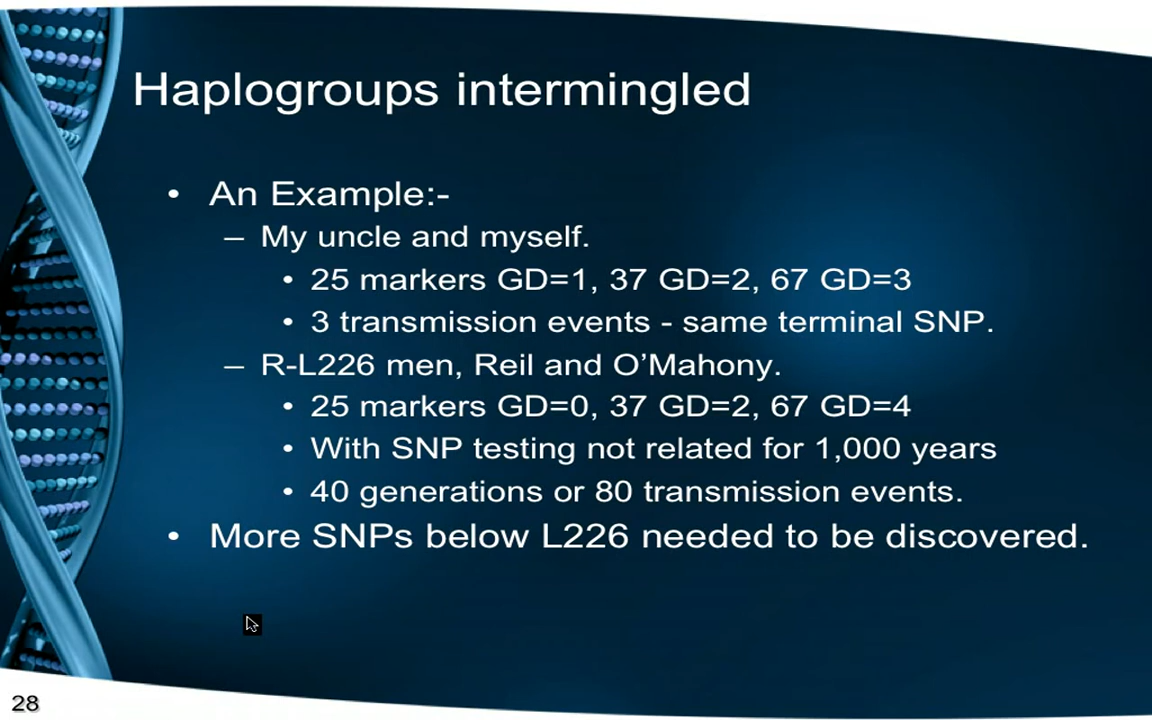 Haplogroups intermingled
• An Example:-
– My uncle and myself.
• 25 markers GD=1, 37 GD=2, 67 GD=3
• 3 transmission events - same terminal SNP.
– R-L226 men, Reil and O’Mahony.
• 25 markers GD=0, 37 GD=2, 67 GD=4
• With SNP testing not related for 1,000 years
• 40 generations or 80 transmission events.
• More SNPs below L226 needed to be discovered.
28